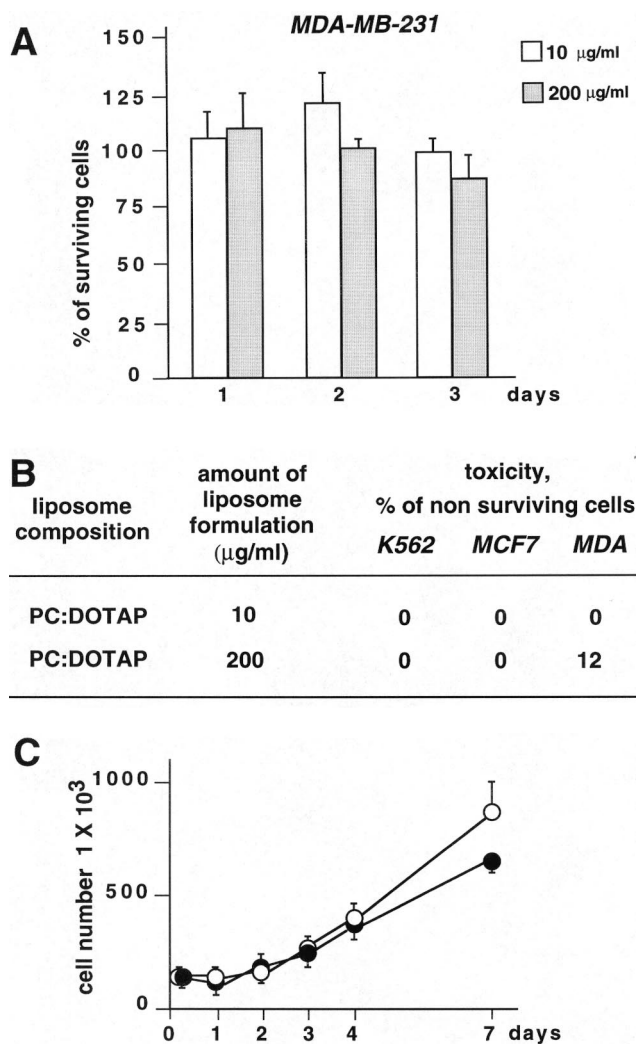 A
MDA-MB-231
150
125
100
75
50
25
0
% of surviving cells
10 µg/ml
200 µg/ml
1 2 3 days
B
liposome composition
amount of liposome formulation (µg/ml)
toxicity, % of non surviving cells
K562 MCF7 MDA
PC:DOTAP 10 0 0 0
PC:DOTAP 200 0 0 12
C
1000
500
0
cell number 1 X 10³
0 1 2 3 4 7 days